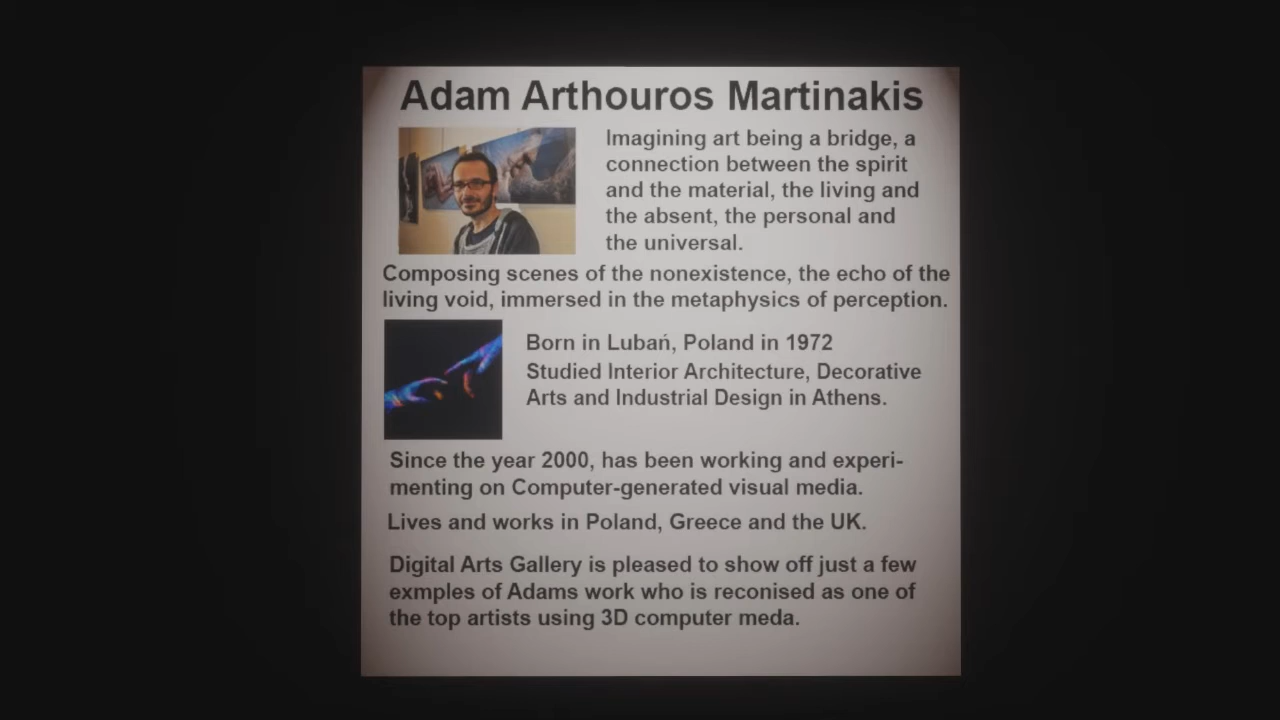 Adam Arthouros Martinakis
Imagining art being a bridge, a
connection between the spirit
and the material, the living and
the absent, the personal and
the universal.
Composing scenes of the nonexistence, the echo of the
living void, immersed in the metaphysics of perception.
Born in Lubań, Poland in 1972
Studied Interior Architecture, Decorative
Arts and Industrial Design in Athens.
Since the year 2000, has been working and experi-
menting on Computer-generated visual media.
Lives and works in Poland, Greece and the UK.
Digital Arts Gallery is pleased to show off just a few
exmples of Adams work who is reconised as one of
the top artists using 3D computer meda.